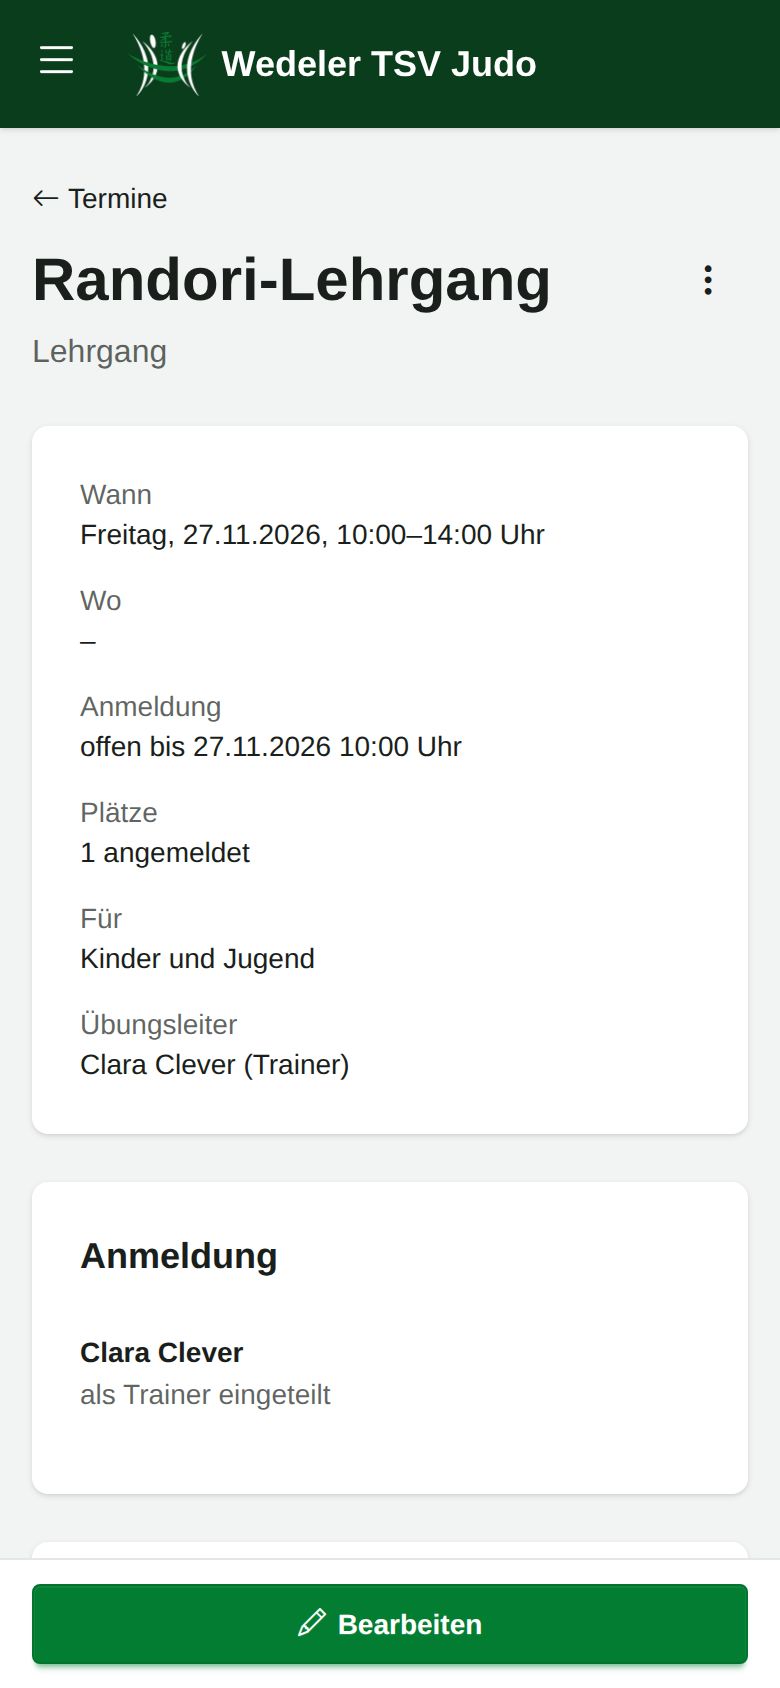 柔道
Wedeler TSV Judo
← Termine
Randori-Lehrgang
Lehrgang
Wann
Freitag, 27.11.2026, 10:00–14:00 Uhr
Wo
–
Anmeldung
offen bis 27.11.2026 10:00 Uhr
Plätze
1 angemeldet
Für
Kinder und Jugend
Übungsleiter
Clara Clever (Trainer)
Anmeldung
Clara Clever
als Trainer eingeteilt
Bearbeiten